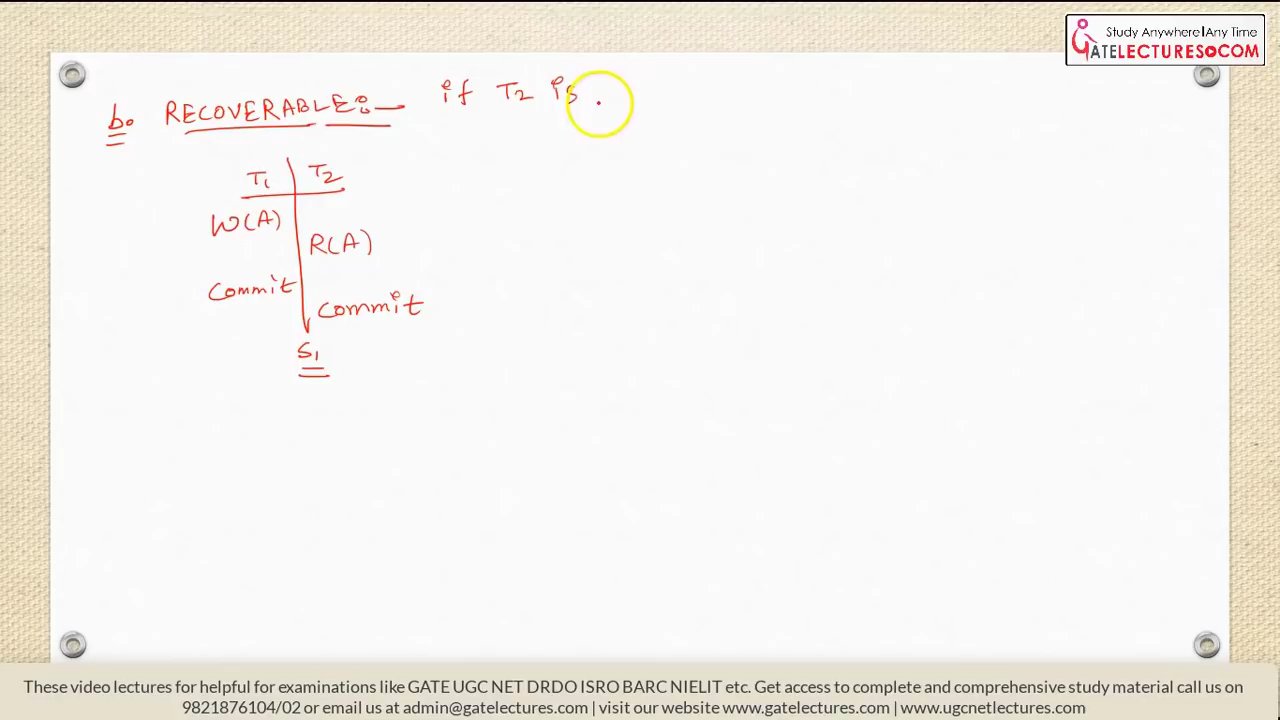 Study Anywhere Any Time
GATELECTURES.COM
b. RECOVERABLE:— if T2 is
T1 T2
W(A)
R(A)
Commit
Commit
S1
These video lectures for helpful for examinations like GATE UGC NET DRDO ISRO BARC NIELIT etc. Get access to complete and comprehensive study material call us on
9821876104/02 or email us at admin@gatelectures.com | visit our website www.gatelectures.com | www.ugcnetlectures.com